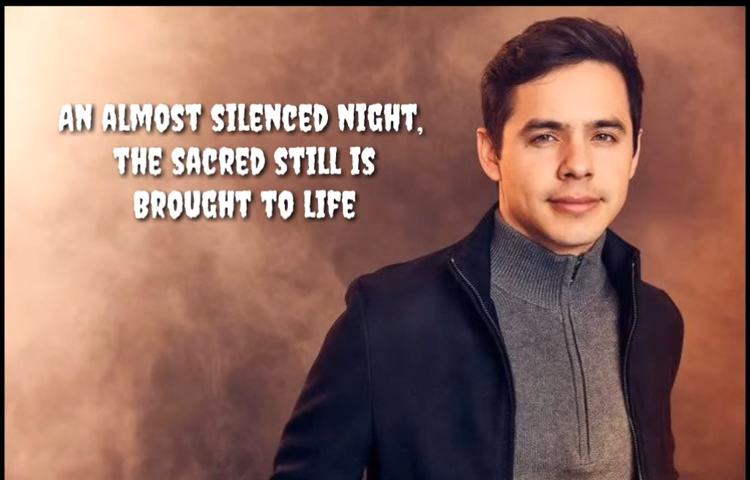 AN ALMOST SILENCED NIGHT,
THE SACRED STILL IS
BROUGHT TO LIFE